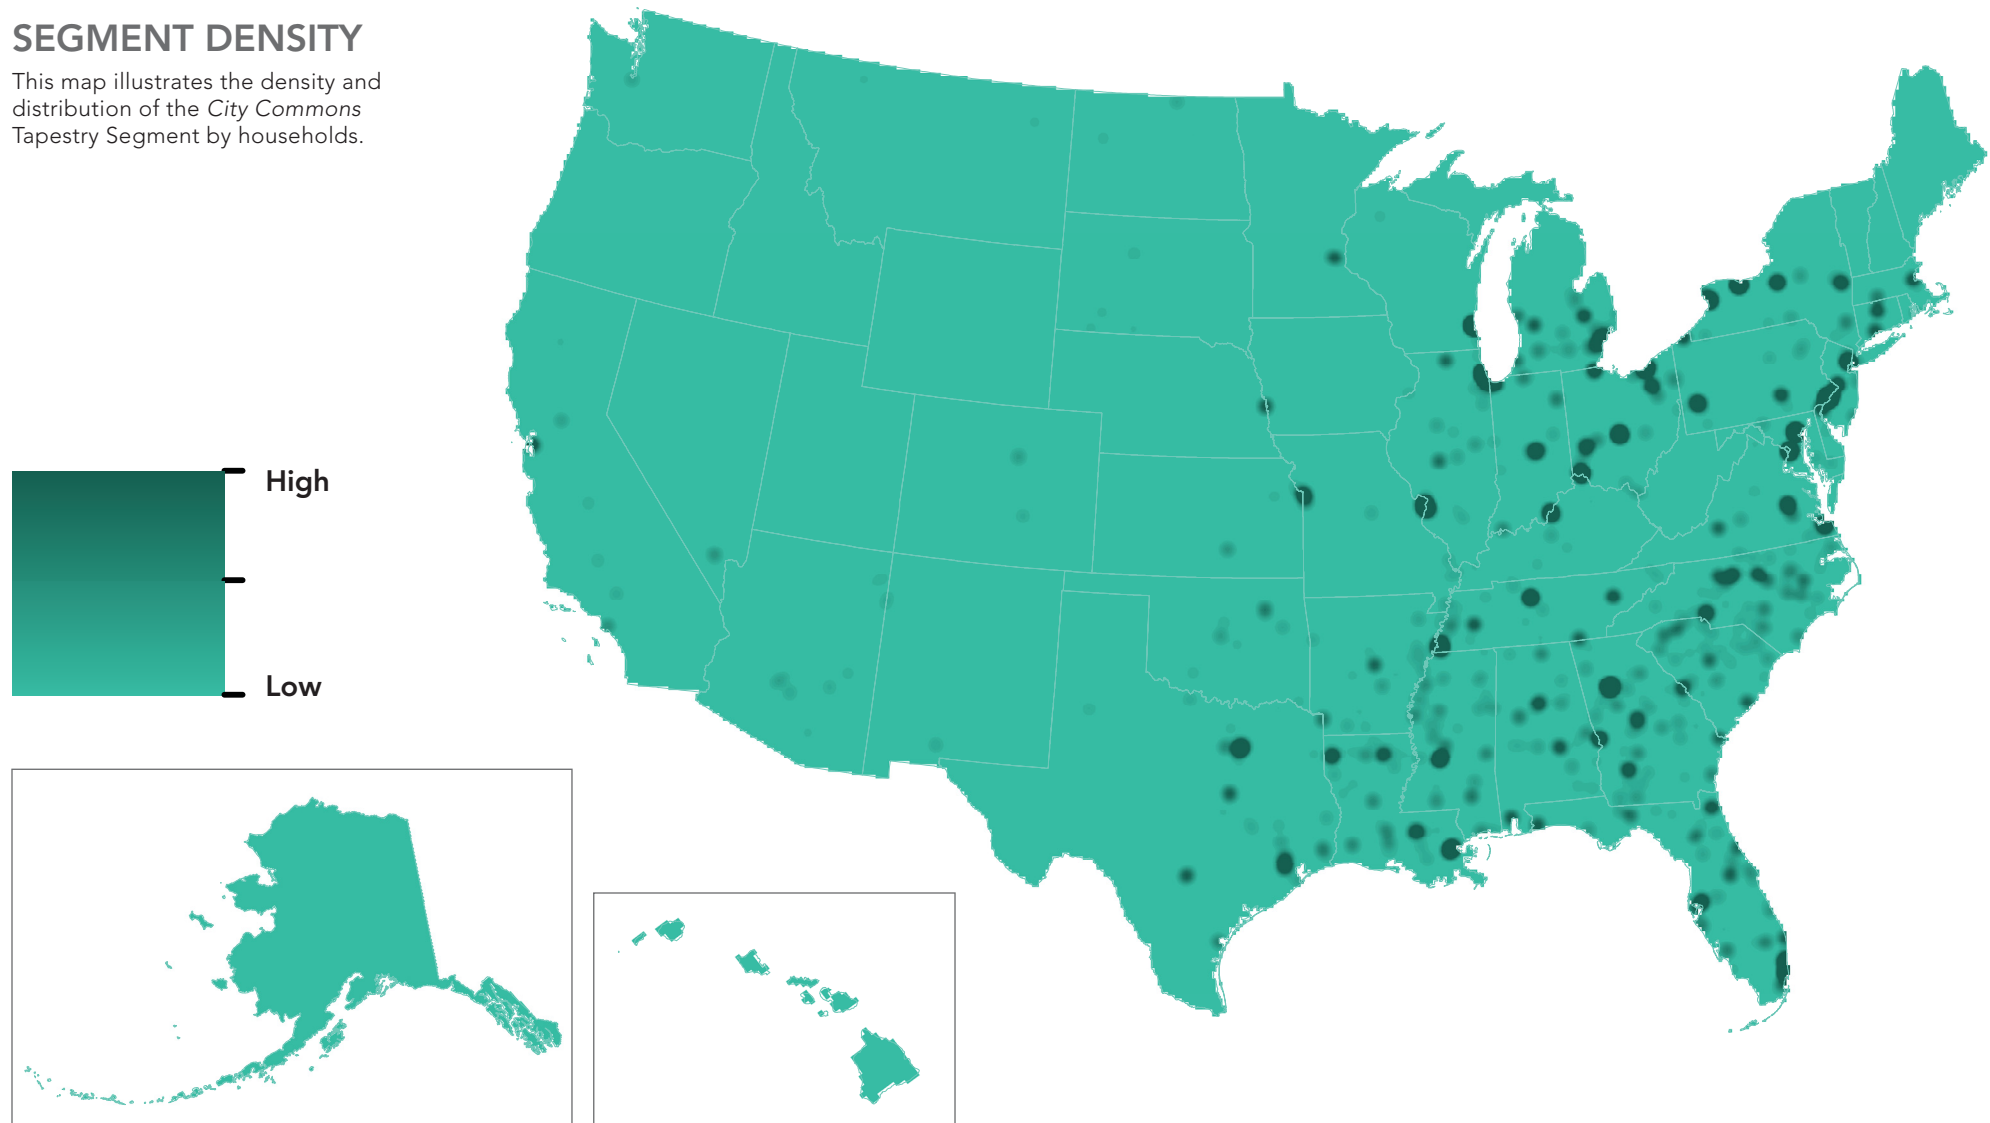 SEGMENT DENSITY
This map illustrates the density and
distribution of the City Commons
Tapestry Segment by households.
High
Low